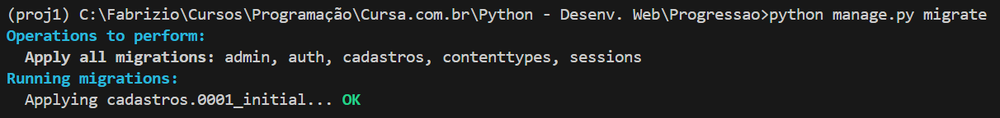 (proj1) C:\Fabrizio\Cursos\Programação\Cursa.com.br\Python - Desenv. Web\Progressao>python manage.py migrate
Operations to perform:
  Apply all migrations: admin, auth, cadastros, contenttypes, sessions
Running migrations:
  Applying cadastros.0001_initial... OK